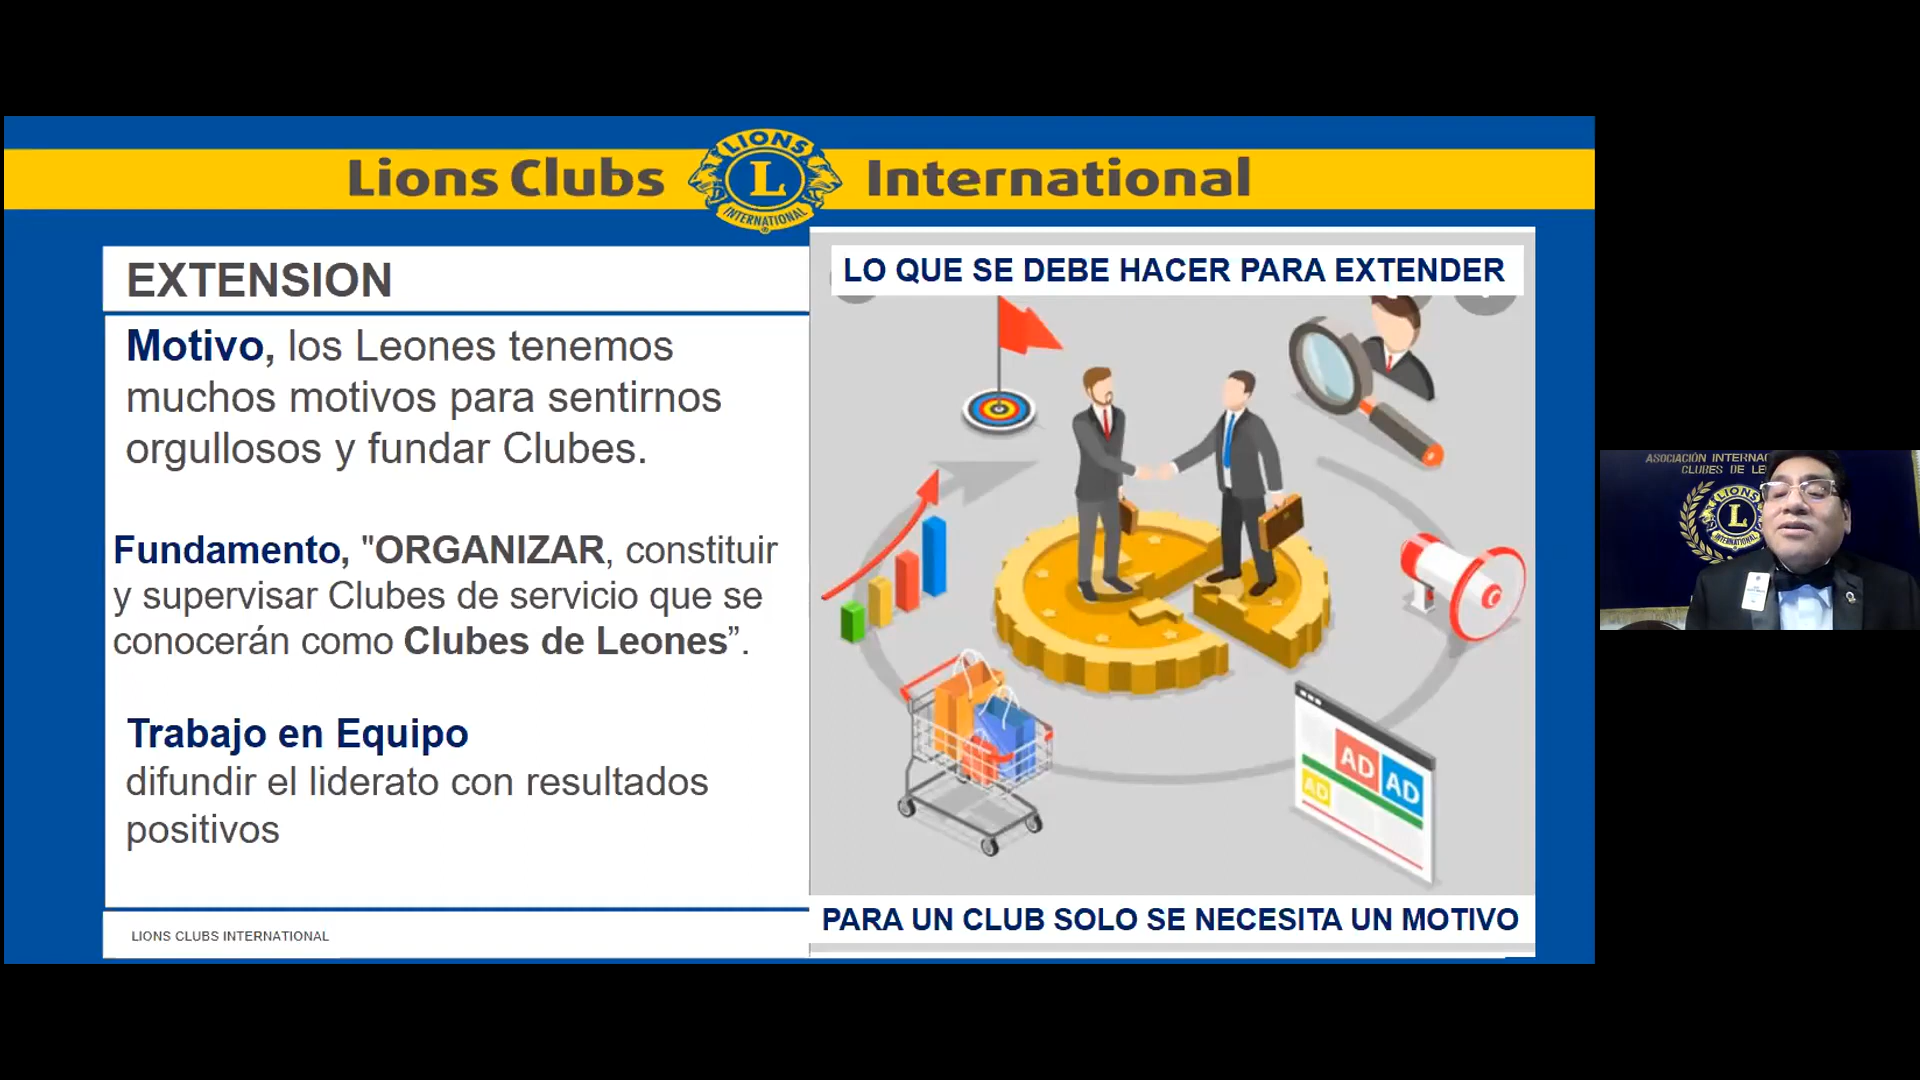 Lions Clubs International
LIONS
L
INTERNATIONAL
EXTENSION
Motivo, los Leones tenemos
muchos motivos para sentirnos
orgullosos y fundar Clubes.
Fundamento, "ORGANIZAR, constituir
y supervisar Clubes de servicio que se
conocerán como Clubes de Leones”.
Trabajo en Equipo
difundir el liderato con resultados
positivos
LIONS CLUBS INTERNATIONAL
LO QUE SE DEBE HACER PARA EXTENDER
AD
AD
AD
PARA UN CLUB SOLO SE NECESITA UN MOTIVO
ASOCIACIÓN
CLUBES DE
LIONS
L
INTERNATIONAL